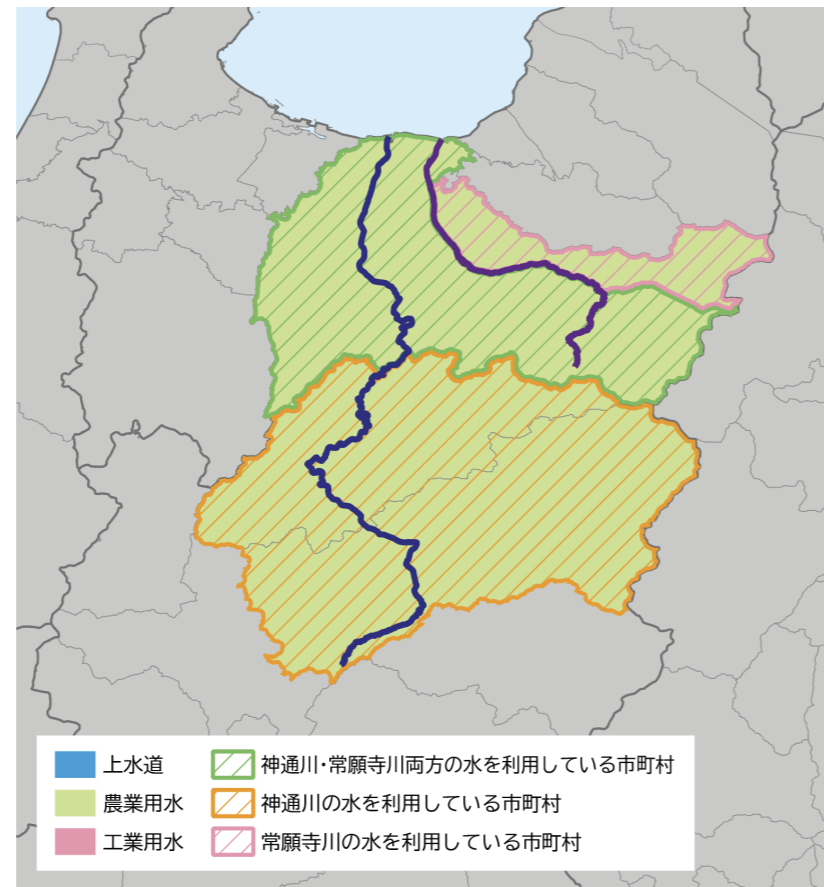 上水道
農業用水
工業用水
神通川・常願寺川両方の水を利用している市町村
神通川の水を利用している市町村
常願寺川の水を利用している市町村